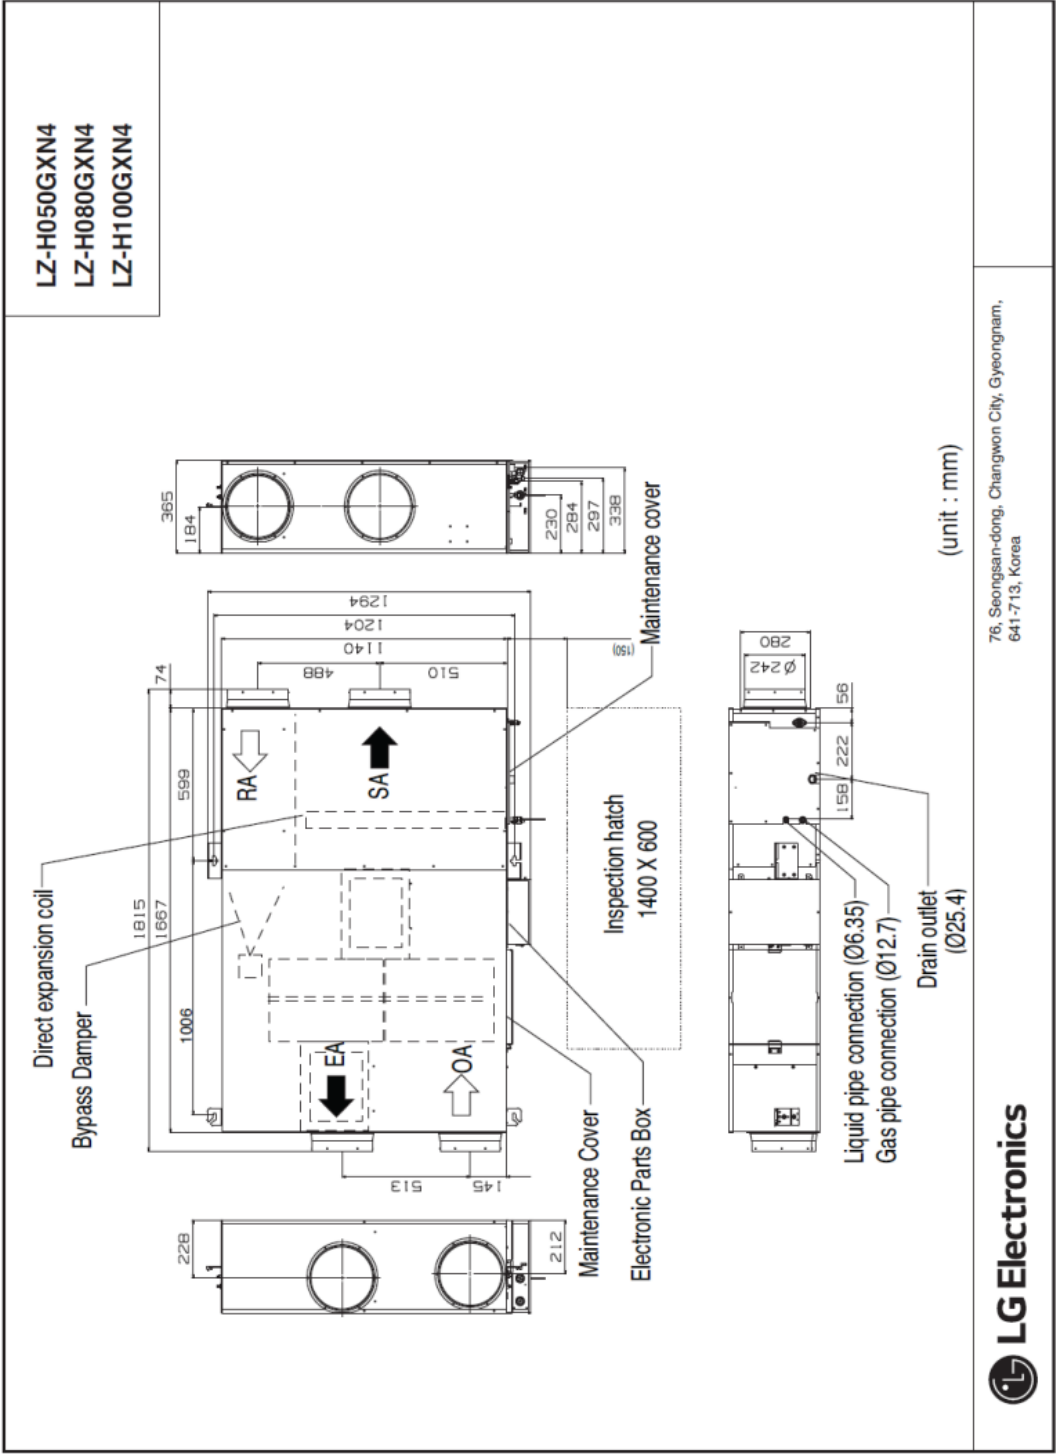 LZ-H050GXN4
LZ-H080GXN4
LZ-H100GXN4
Direct expansion coil
Bypass Damper
1815
1667
1006
599
74
228
212
513
145
EA
OA
RA
SA
488
510
1140
1204
1294
(150)
365
184
230
284
297
338
Maintenance cover
Inspection hatch
1400 X 600
Maintenance Cover
Electronic Parts Box
280
Ø242
56
222
158
Liquid pipe connection (Ø6.35)
Gas pipe connection (Ø12.7)
Drain outlet
(Ø25.4)
(unit : mm)
LG Electronics
76, Seongsan-dong, Changwon City, Gyeongnam,
641-713, Korea